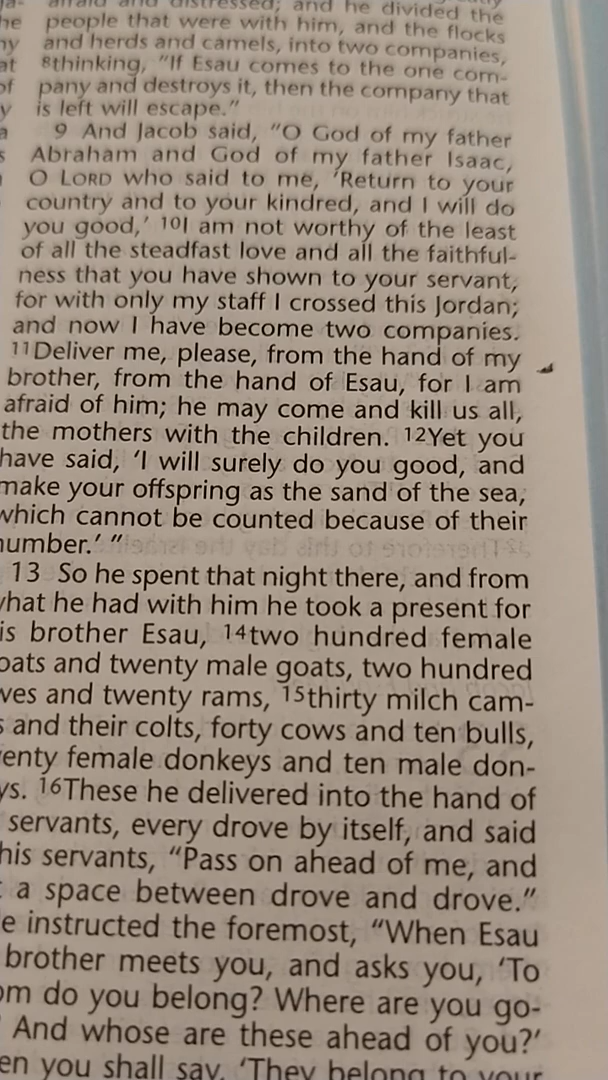 afraid and distressed; and he divided the
he people that were with him, and the flocks
ny and herds and camels, into two companies,
at 8thinking, "If Esau comes to the one com-
of pany and destroys it, then the company that
y is left will escape."
a 9 And Jacob said, "O God of my father
s Abraham and God of my father Isaac,
O LORD who said to me, 'Return to your
country and to your kindred, and I will do
you good,' 10I am not worthy of the least
of all the steadfast love and all the faithful-
ness that you have shown to your servant,
for with only my staff I crossed this Jordan;
and now I have become two companies.
11Deliver me, please, from the hand of my
brother, from the hand of Esau, for I am
afraid of him; he may come and kill us all,
the mothers with the children. 12Yet you
have said, 'I will surely do you good, and
make your offspring as the sand of the sea,
which cannot be counted because of their
number.' "
13 So he spent that night there, and from
what he had with him he took a present for
is brother Esau, 14two hundred female
oats and twenty male goats, two hundred
ves and twenty rams, 15thirty milch cam-
s and their colts, forty cows and ten bulls,
enty female donkeys and ten male don-
ys. 16These he delivered into the hand of
servants, every drove by itself, and said
his servants, "Pass on ahead of me, and
a space between drove and drove."
e instructed the foremost, "When Esau
brother meets you, and asks you, 'To
om do you belong? Where are you go-
And whose are these ahead of you?'
en you shall say, 'They belong to your